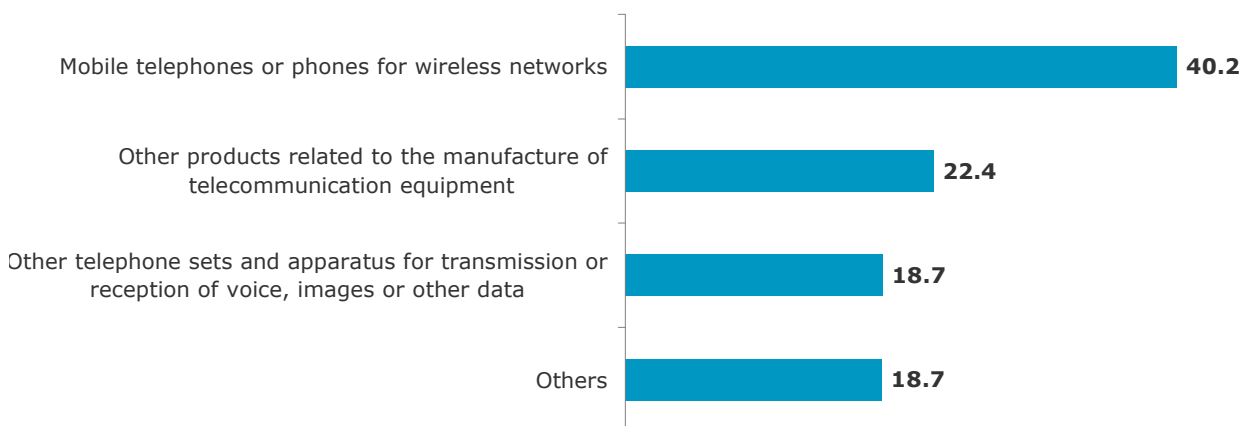 Mobile telephones or phones for wireless networks 40.2
Other products related to the manufacture of
telecommunication equipment 22.4
Other telephone sets and apparatus for transmission or
reception of voice, images or other data 18.7
Others 18.7